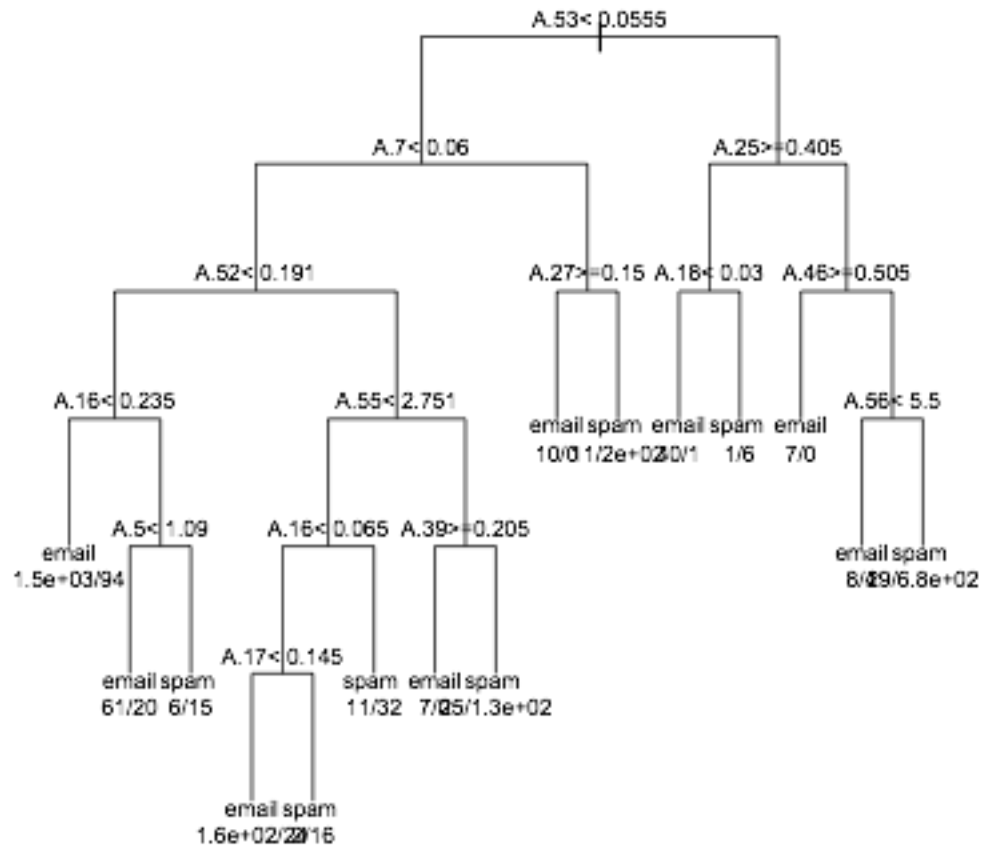 A.53< 0.0555
A.7< 0.06
A.25>=0.405
A.52< 0.191
A.27>=0.15
A.18< 0.03
A.46>=0.505
A.16< 0.235
A.55< 2.751
email spam
email spam
email
A.56< 5.5
1/6
7/0
A.5< 1.09
A.16< 0.065
A.39>=0.205
email
1.5e+03/94
email spam
A.17< 0.145
email spam
61/20 6/15
spam
11/32
email spam
email spam